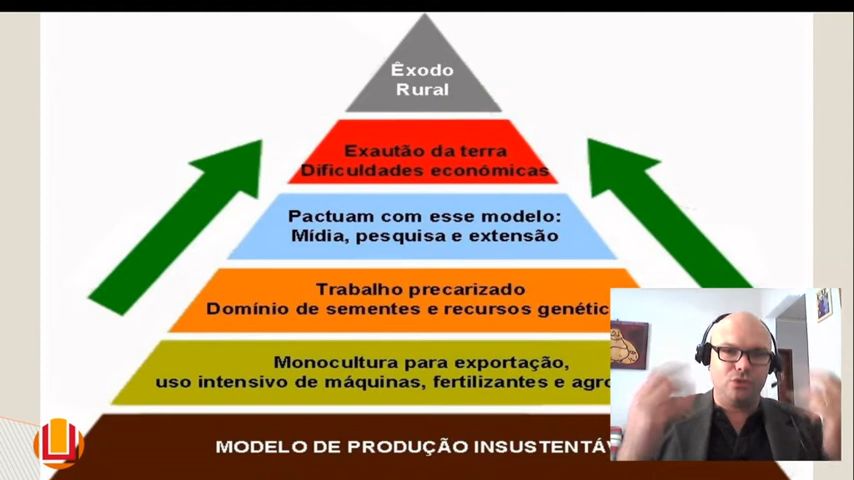 Êxodo
Rural
Exautão da terra
Dificuldades econômicas
Pactuam com esse modelo:
Mídia, pesquisa e extensão
Trabalho precarizado
Domínio de sementes e recursos genétic
Monocultura para exportação,
uso intensivo de máquinas, fertilizantes e agro
MODELO DE PRODUÇÃO INSUSTENTÁV